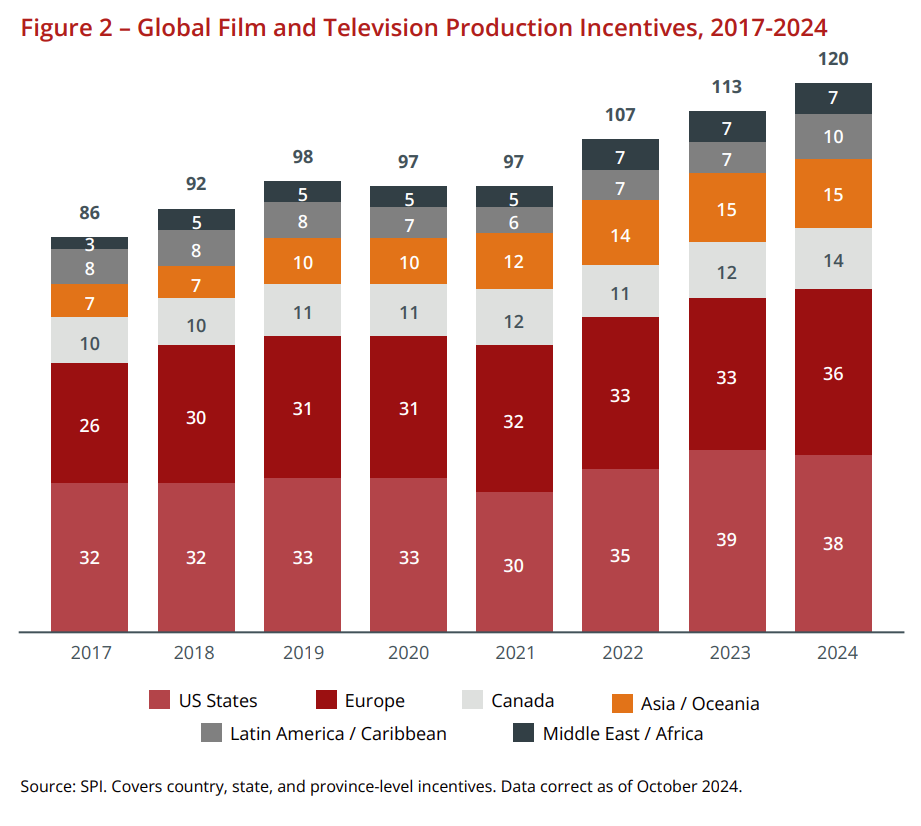 Figure 2 – Global Film and Television Production Incentives, 2017-2024
86 92 98 97 97 107 113 120
3 5 5 5 5 7 7 7
8 8 8 7 6 7 7 10
7 7 10 10 12 14 15 15
10 10 11 11 12 11 12 14
26 30 31 31 32 33 33 36
32 32 33 33 30 35 39 38
2017 2018 2019 2020 2021 2022 2023 2024
US States Europe Canada Asia / Oceania
Latin America / Caribbean Middle East / Africa
Source: SPI. Covers country, state, and province-level incentives. Data correct as of October 2024.